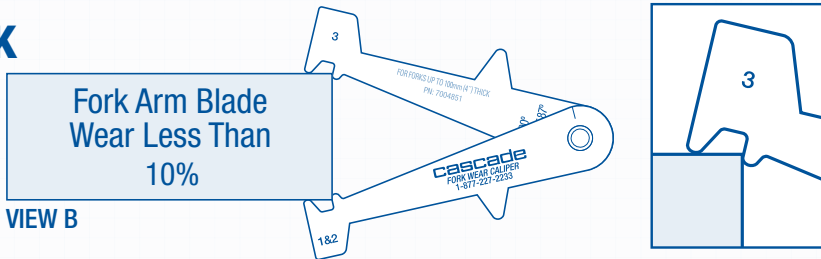 k
3
FOR FORKS UP TO 100mm (4") THICK
PN: 7004851
87º
Fork Arm Blade
Wear Less Than
10%
cascade
FORK WEAR CALIPER
1-877-227-2233
VIEW B
1&2
3